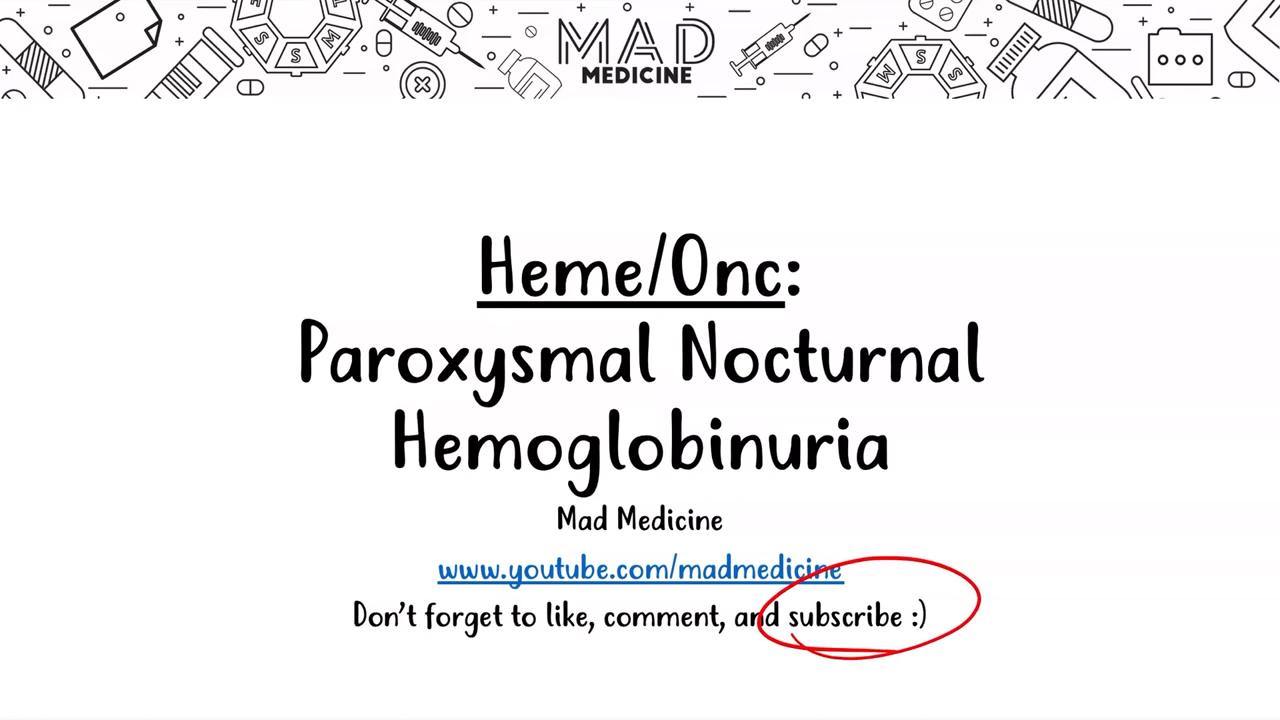 MAD
MEDICINE
Heme/Onc:
Paroxysmal Nocturnal
Hemoglobinuria
Mad Medicine
www.youtube.com/madmedicine
Don't forget to like, comment, and subscribe :)